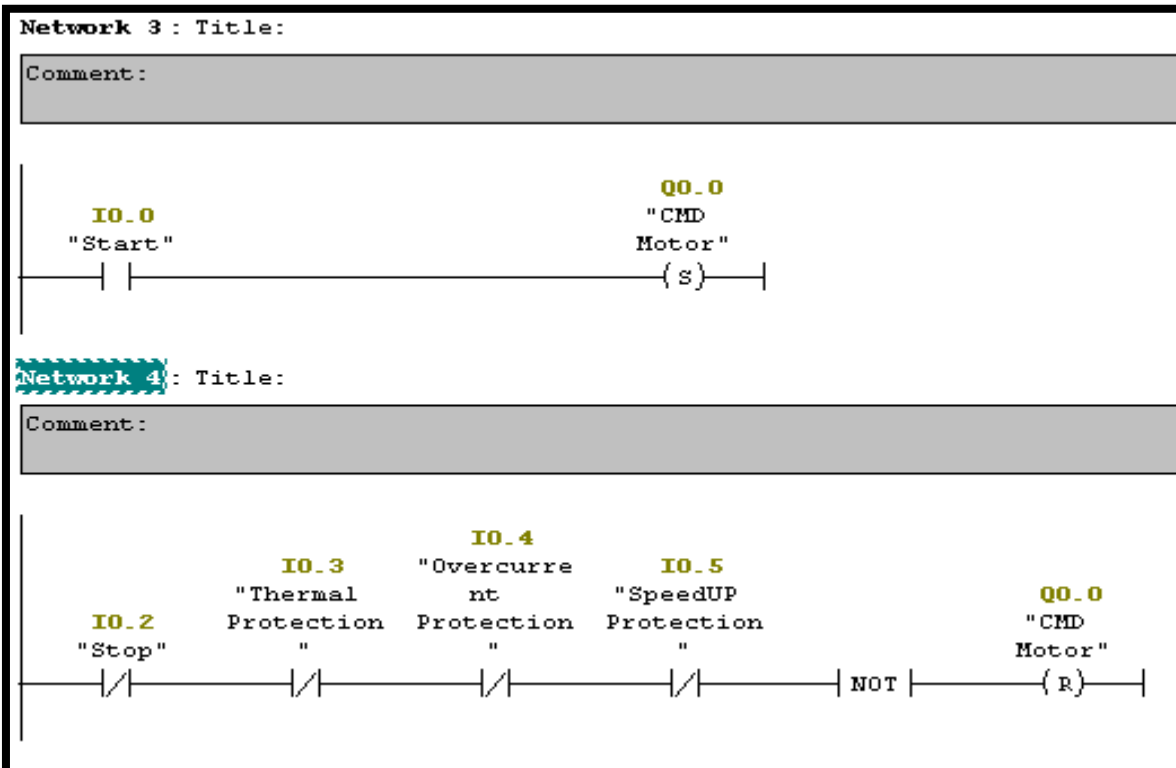 Network 3 : Title:
Comment:
Q0.0
I0.0 "CMD
"Start" Motor"
( S )
Network 4 : Title:
Comment:
I0.4
I0.3 "Overcurre I0.5
"Thermal nt "SpeedUP Q0.0
I0.2 Protection Protection Protection "CMD
"Stop" " " " Motor"
NOT ( R )